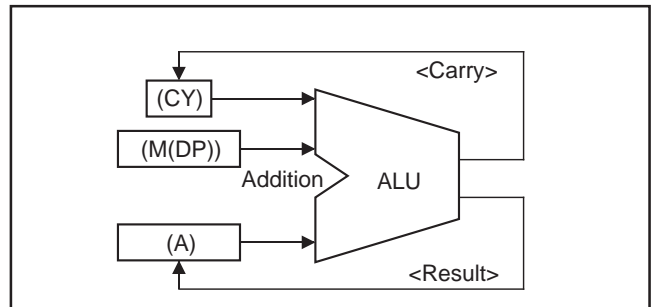 <Carry>
(CY)
(M(DP))
Addition
ALU
(A)
<Result>